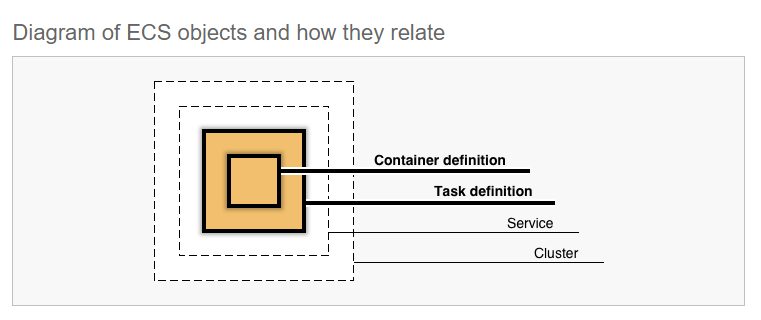 Diagram of ECS objects and how they relate
Container definition
Task definition
Service
Cluster